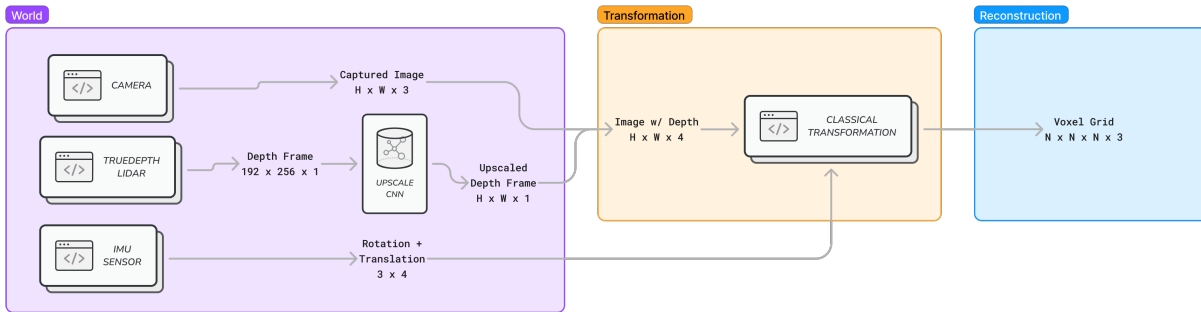 World
Transformation
Reconstruction
</>
CAMERA
Captured Image
H x W x 3
</>
TRUEDEPTH
LIDAR
Depth Frame
192 x 256 x 1
UPSCALE
CNN
Upscaled
Depth Frame
H x W x 1
</>
IMU
SENSOR
Rotation +
Translation
3 x 4
Image w/ Depth
H x W x 4
</>
CLASSICAL
TRANSFORMATION
Voxel Grid
N x N x N x 3